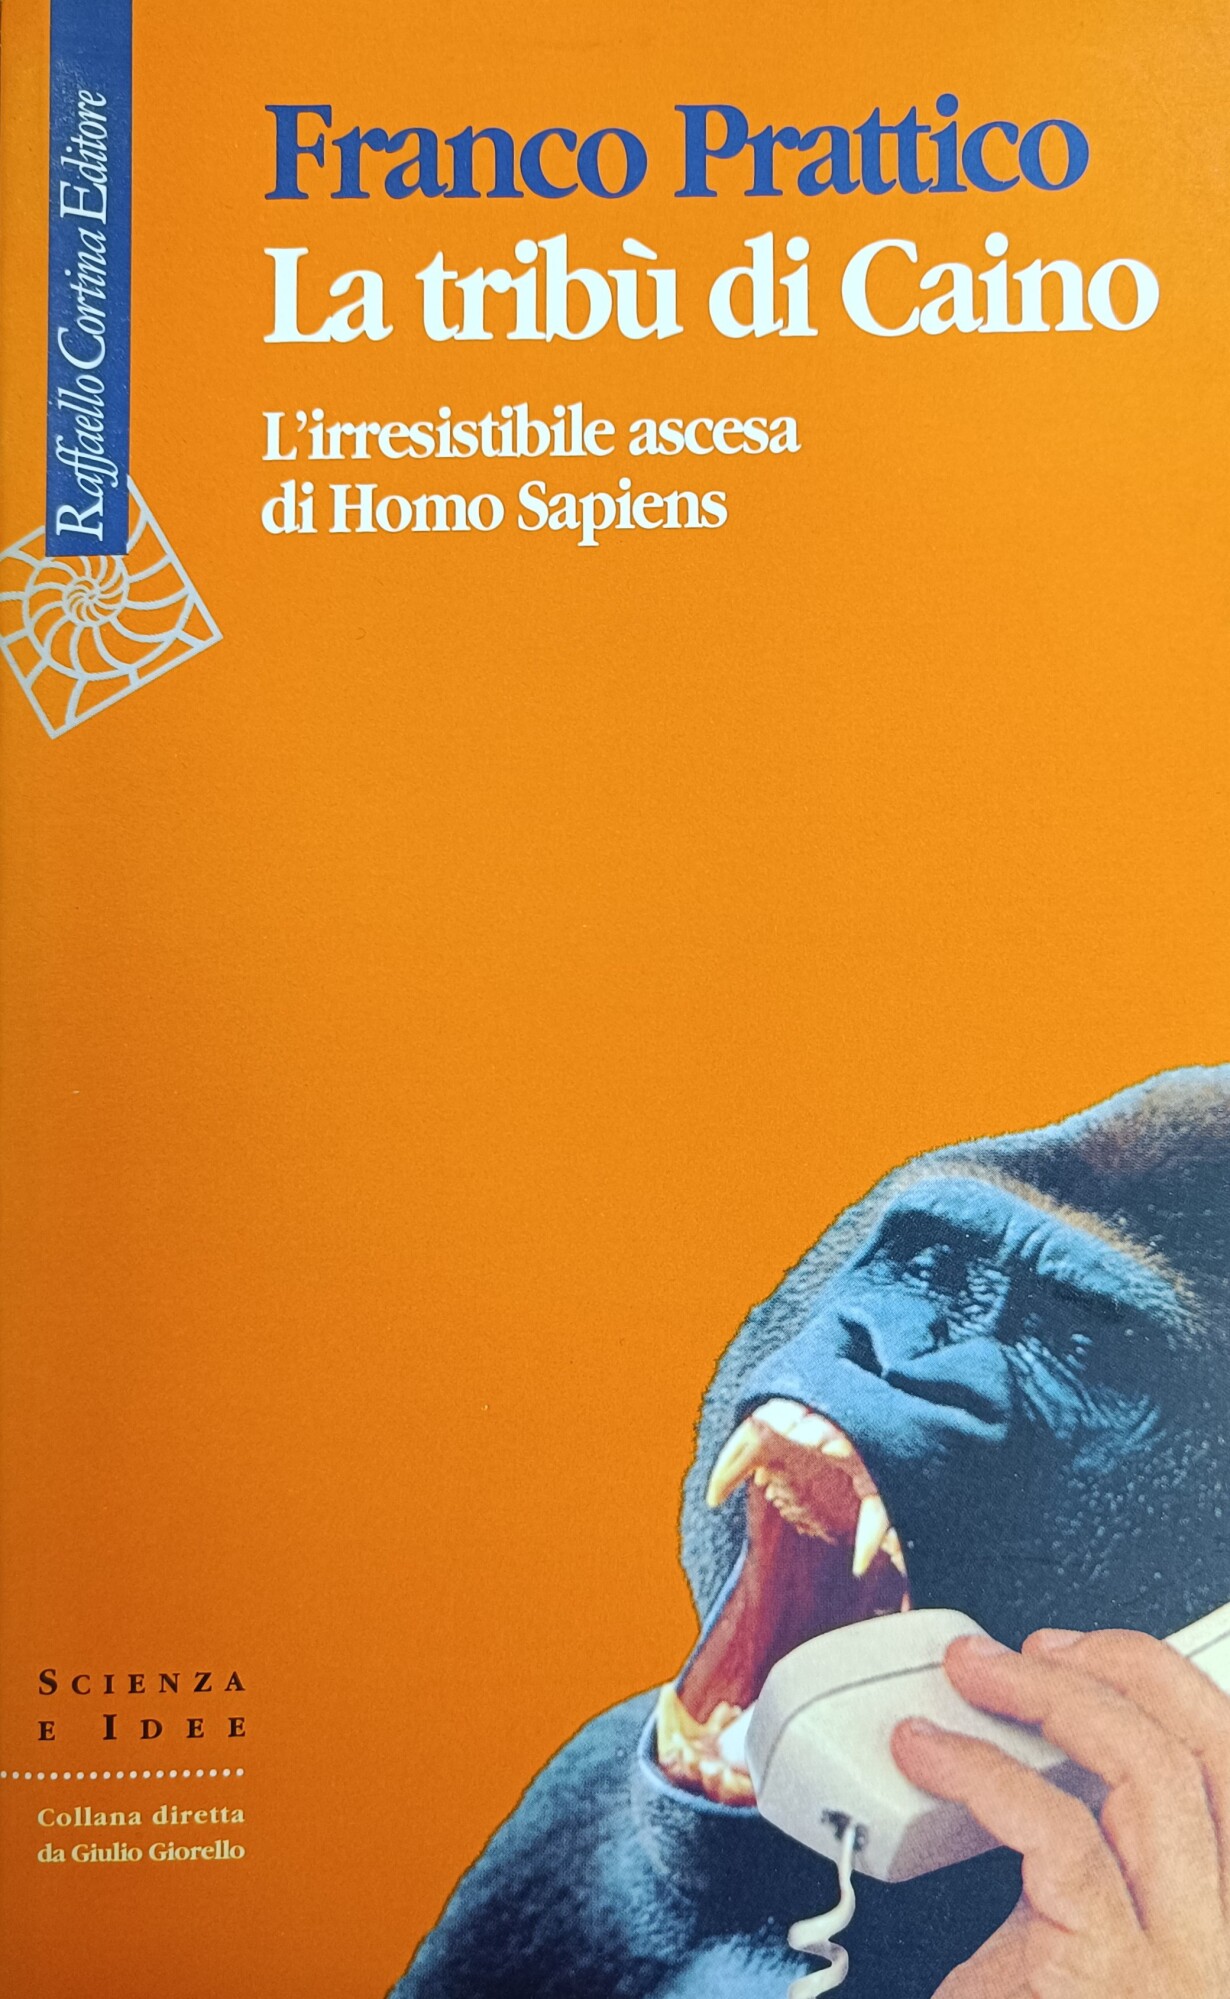 Raffaello Cortina Editore
Franco Prattico
La tribù di Caino
L'irresistibile ascesa
di Homo Sapiens
SCIENZA
E IDEE
Collana diretta
da Giulio Giorello